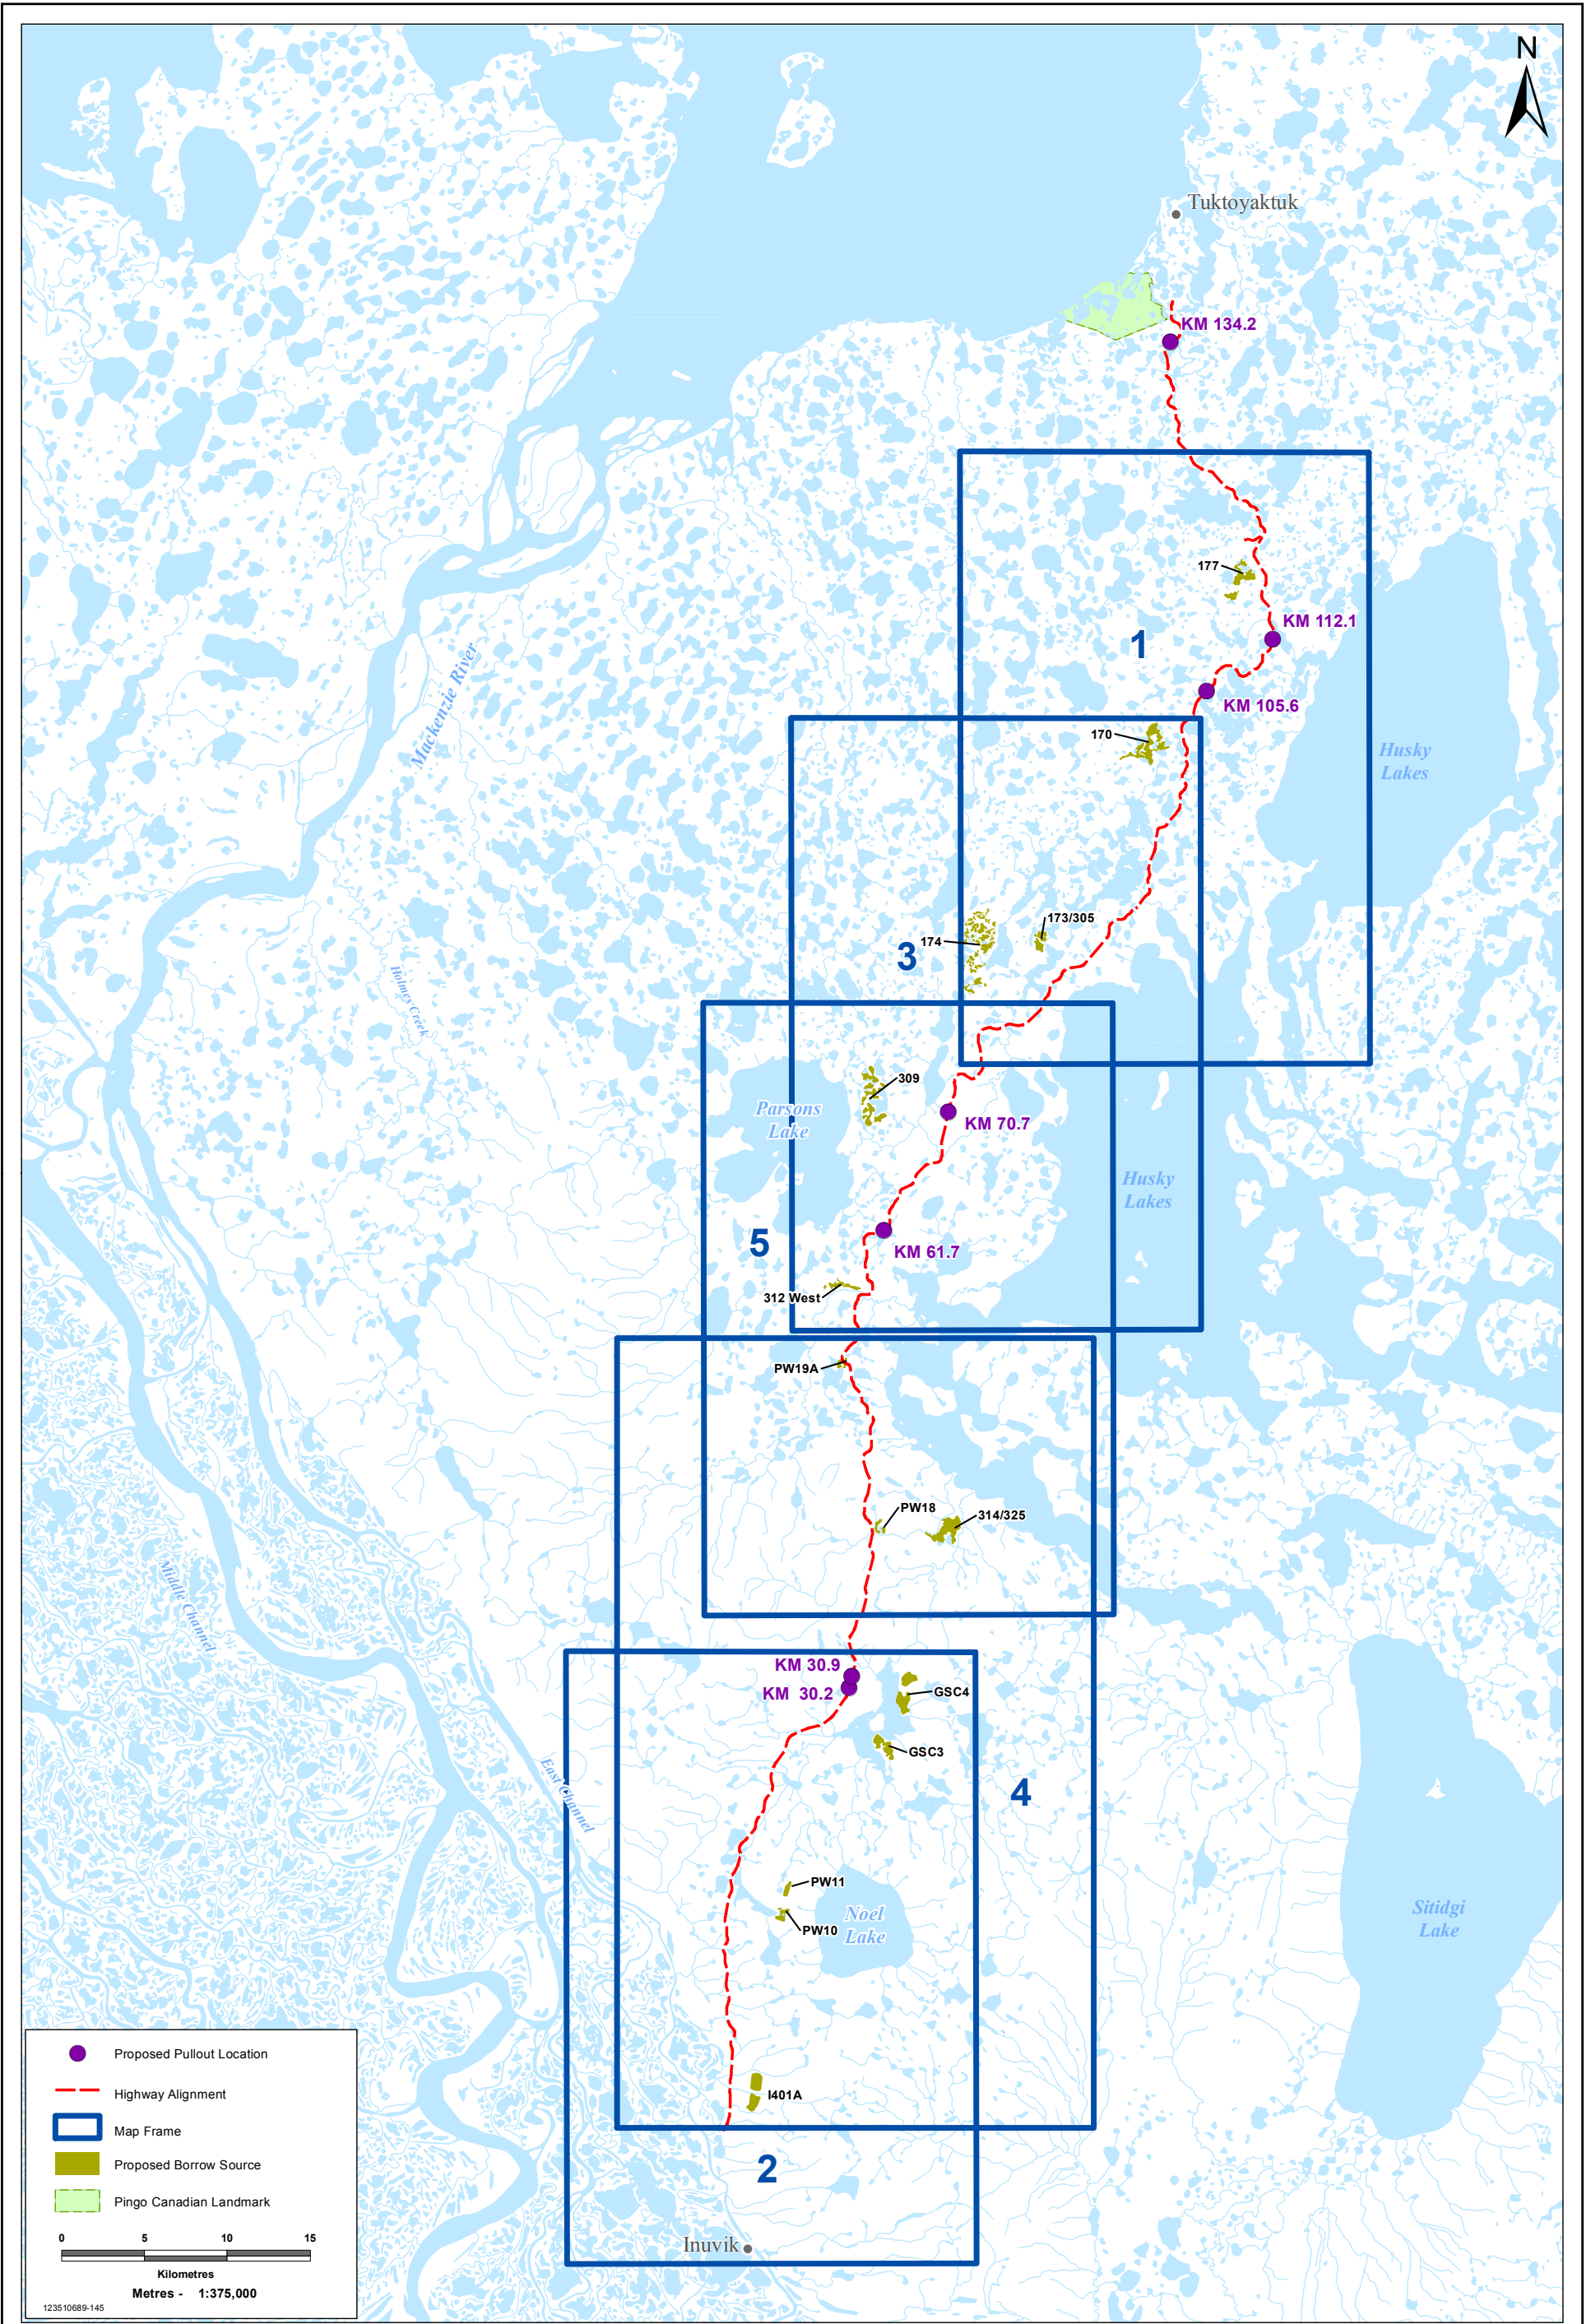 N
Tuktoyaktuk
KM 134.2
177
KM 112.1
1
KM 105.6
170
Husky
Lakes
Mackenzie River
173/305
174
3
Holmes Creek
309
Parsons
Lake
KM 70.7
Husky
Lakes
5
KM 61.7
312 West
PW19A
PW18
314/325
Middle Channel
KM 30.9
KM 30.2
GSC4
GSC3
East Channel
4
PW11
PW10
Noel
Lake
Sitidgi
Lake
I401A
2
Inuvik
Proposed Pullout Location
Highway Alignment
Map Frame
Proposed Borrow Source
Pingo Canadian Landmark
0 5 10 15
Kilometres
Metres - 1:375,000
123510689-145